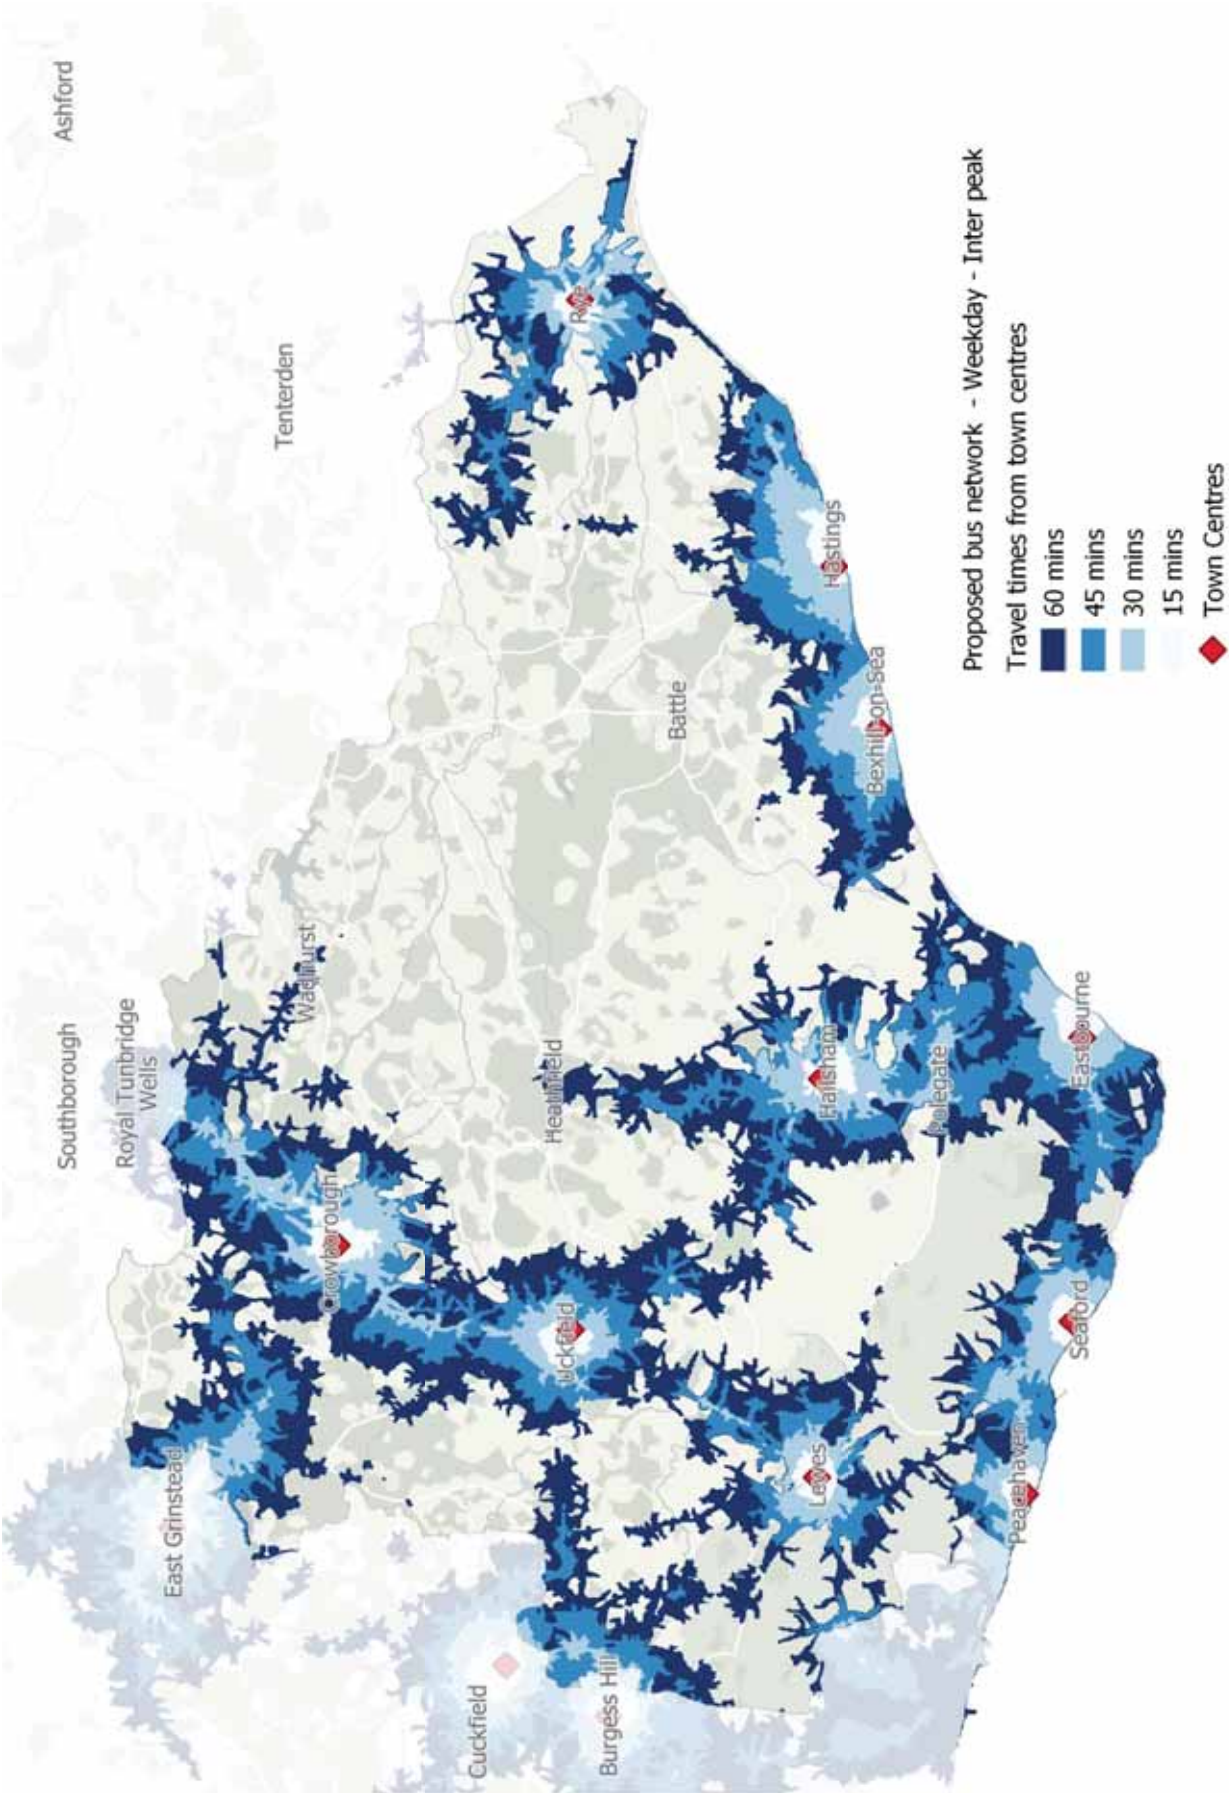 Ashford
Tenterden
Southborough
Royal Tunbridge
Wells
East Grinstead
Wadhurst
Crowborough
Rye
Cuckfield
Heathfield
Uckfield
Burgess Hill
Battle
Hastings
Bexhill-on-Sea
Hailsham
Lewes
Polegate
Eastbourne
Seaford
Peacehaven
Proposed bus network - Weekday - Inter peak
Travel times from town centres
60 mins
45 mins
30 mins
15 mins
Town Centres